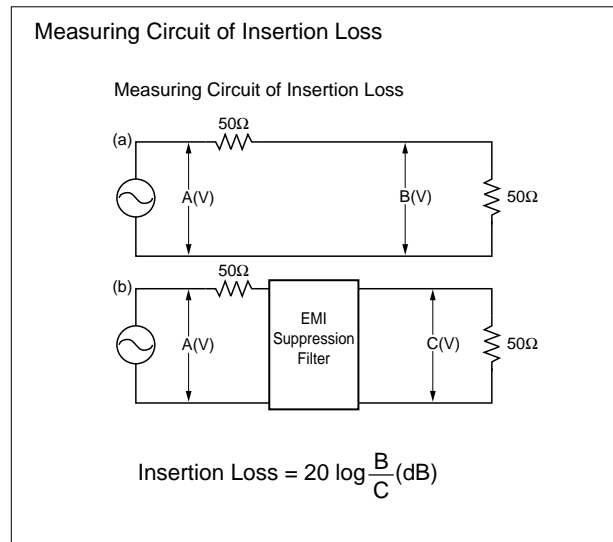 Measuring Circuit of Insertion Loss
Measuring Circuit of Insertion Loss
(a)
50Ω
A(V)
B(V)
50Ω
(b)
50Ω
A(V)
EMI
Suppression
Filter
C(V)
50Ω
Insertion Loss = 20 log B/C (dB)